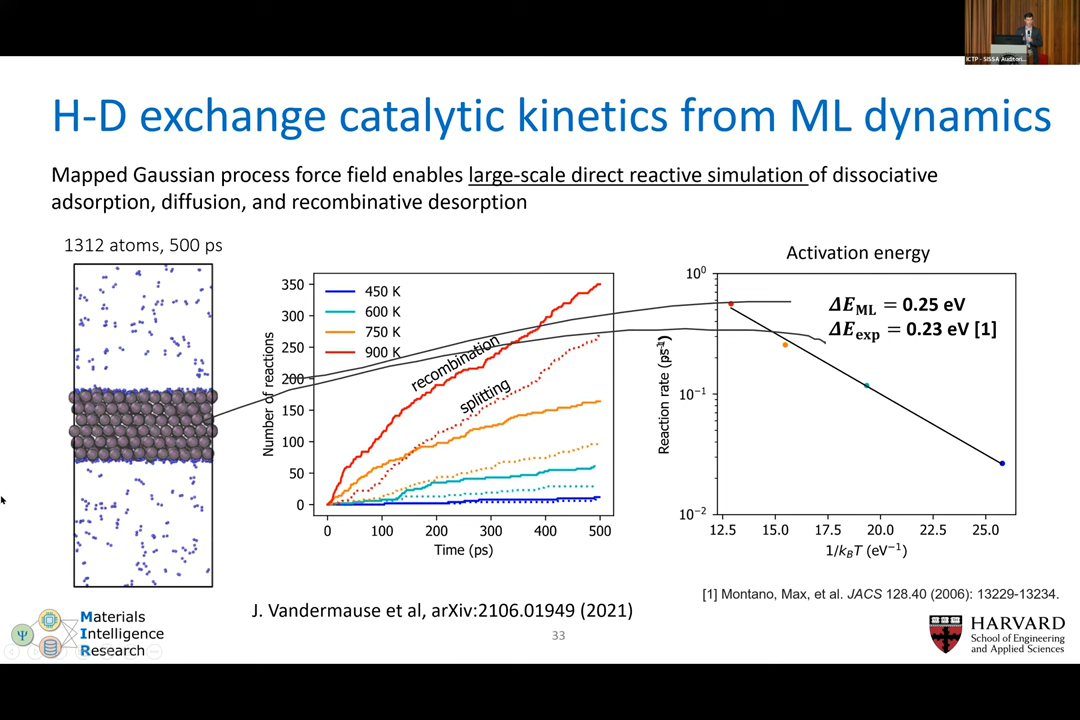 ICTP - SISSA Auditori...
H-D exchange catalytic kinetics from ML dynamics
Mapped Gaussian process force field enables large-scale direct reactive simulation of dissociative
adsorption, diffusion, and recombinative desorption
1312 atoms, 500 ps
Number of reactions
350
300
250
200
150
100
50
0
450 K
600 K
750 K
900 K
recombination
splitting
0 100 200 300 400 500
Time (ps)
Activation energy
Reaction rate (ps⁻¹)
10⁰
10⁻¹
10⁻²
ΔE_ML = 0.25 eV
ΔE_exp = 0.23 eV [1]
12.5 15.0 17.5 20.0 22.5 25.0
1/k_BT (eV⁻¹)
[1] Montano, Max, et al. JACS 128.40 (2006): 13229-13234.
J. Vandermause et al, arXiv:2106.01949 (2021)
Ψ
Materials
Intelligence
Research
33
HARVARD
School of Engineering
and Applied Sciences